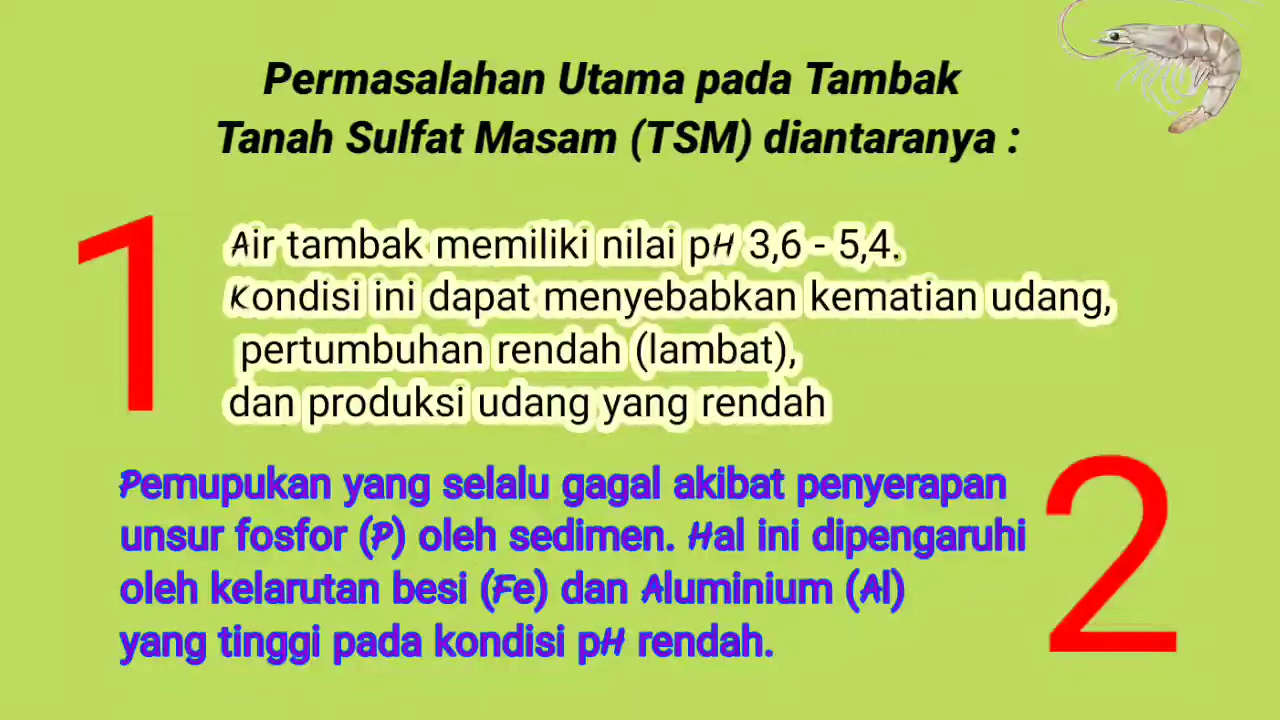 Permasalahan Utama pada Tambak
Tanah Sulfat Masam (TSM) diantaranya :
1
Air tambak memiliki nilai pH 3,6 - 5,4.
Kondisi ini dapat menyebabkan kematian udang,
pertumbuhan rendah (lambat),
dan produksi udang yang rendah
2
Pemupukan yang selalu gagal akibat penyerapan
unsur fosfor (P) oleh sedimen. Hal ini dipengaruhi
oleh kelarutan besi (Fe) dan Aluminium (Al)
yang tinggi pada kondisi pH rendah.